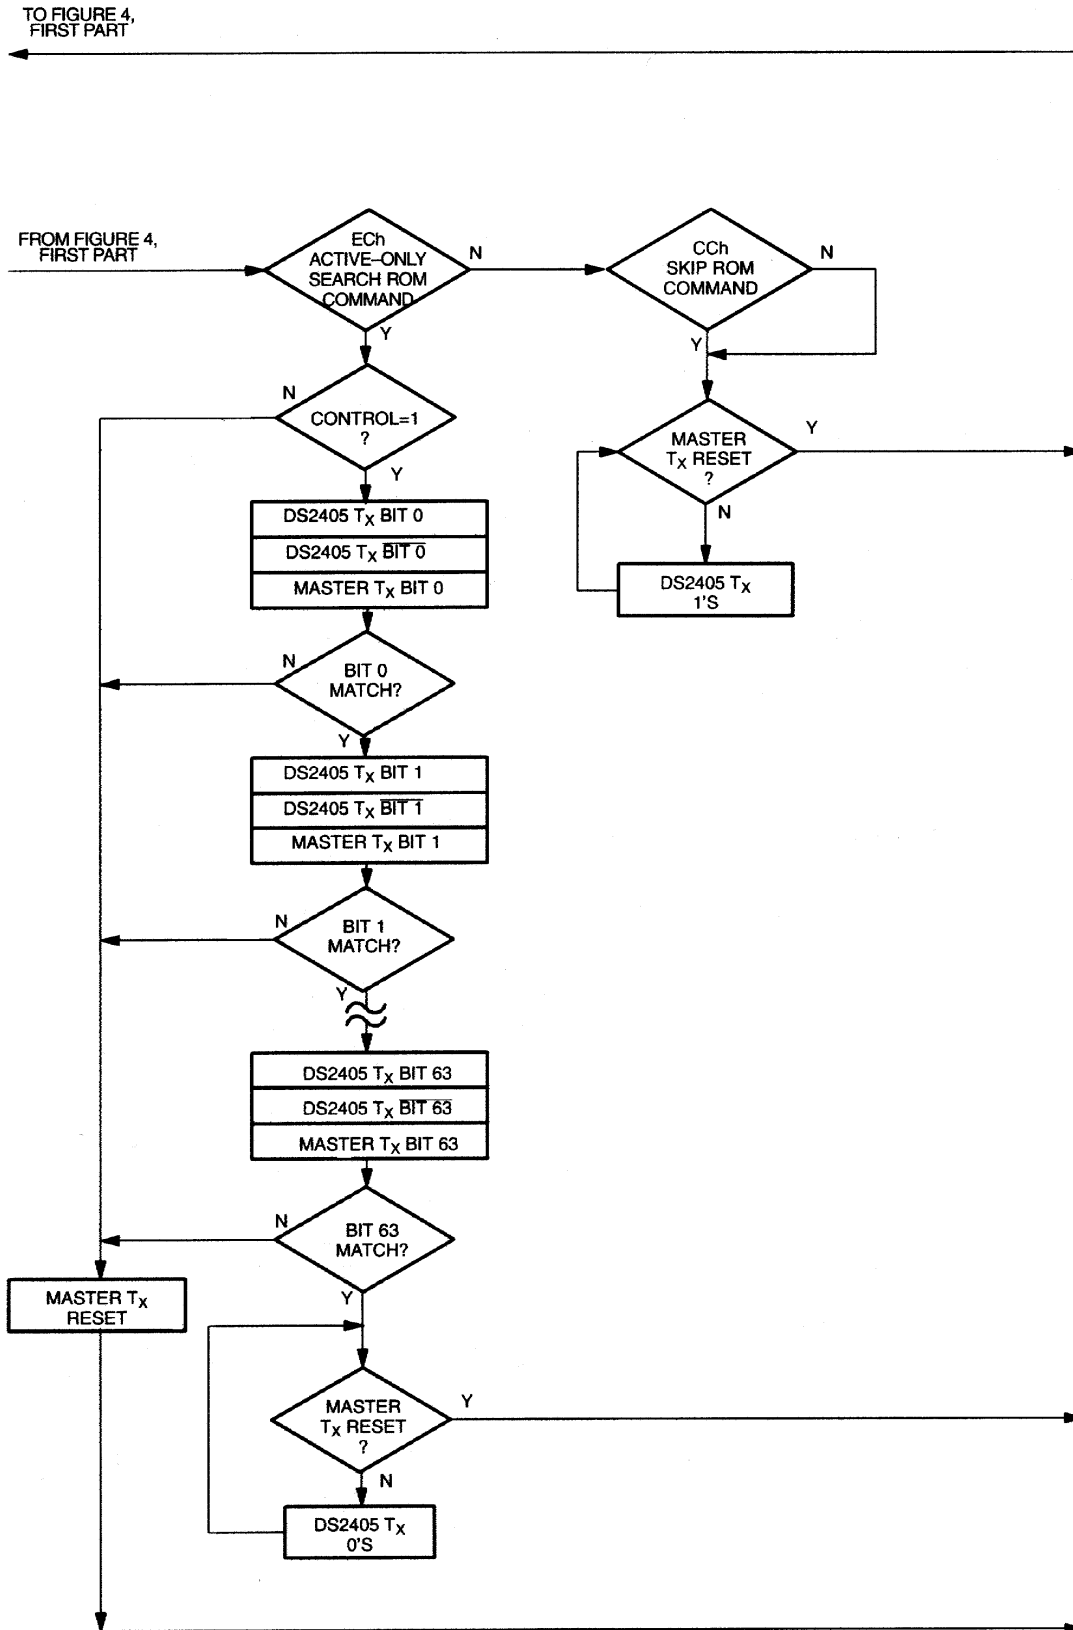 TO FIGURE 4,
FIRST PART
FROM FIGURE 4,
FIRST PART
ECh
ACTIVE–ONLY
SEARCH ROM
COMMAND
N
Y
CCh
SKIP ROM
COMMAND
N
Y
N
CONTROL=1
?
Y
MASTER
TX RESET
?
Y
N
DS2405 TX
1'S
DS2405 TX BIT 0
DS2405 TX BIT 0
MASTER TX BIT 0
N
BIT 0
MATCH?
Y
DS2405 TX BIT 1
DS2405 TX BIT 1
MASTER TX BIT 1
N
BIT 1
MATCH?
Y
DS2405 TX BIT 63
DS2405 TX BIT 63
MASTER TX BIT 63
N
BIT 63
MATCH?
Y
MASTER TX
RESET
MASTER
TX RESET
?
Y
N
DS2405 TX
0'S